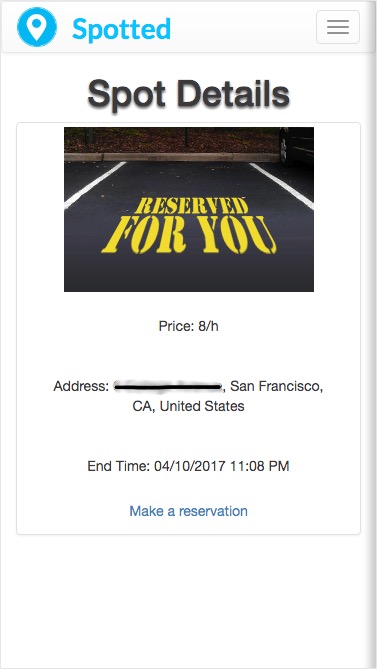 Spotted
Spot Details
RESERVED
FOR YOU
Price: 8/h
Address: , San Francisco,
CA, United States
End Time: 04/10/2017 11:08 PM
Make a reservation